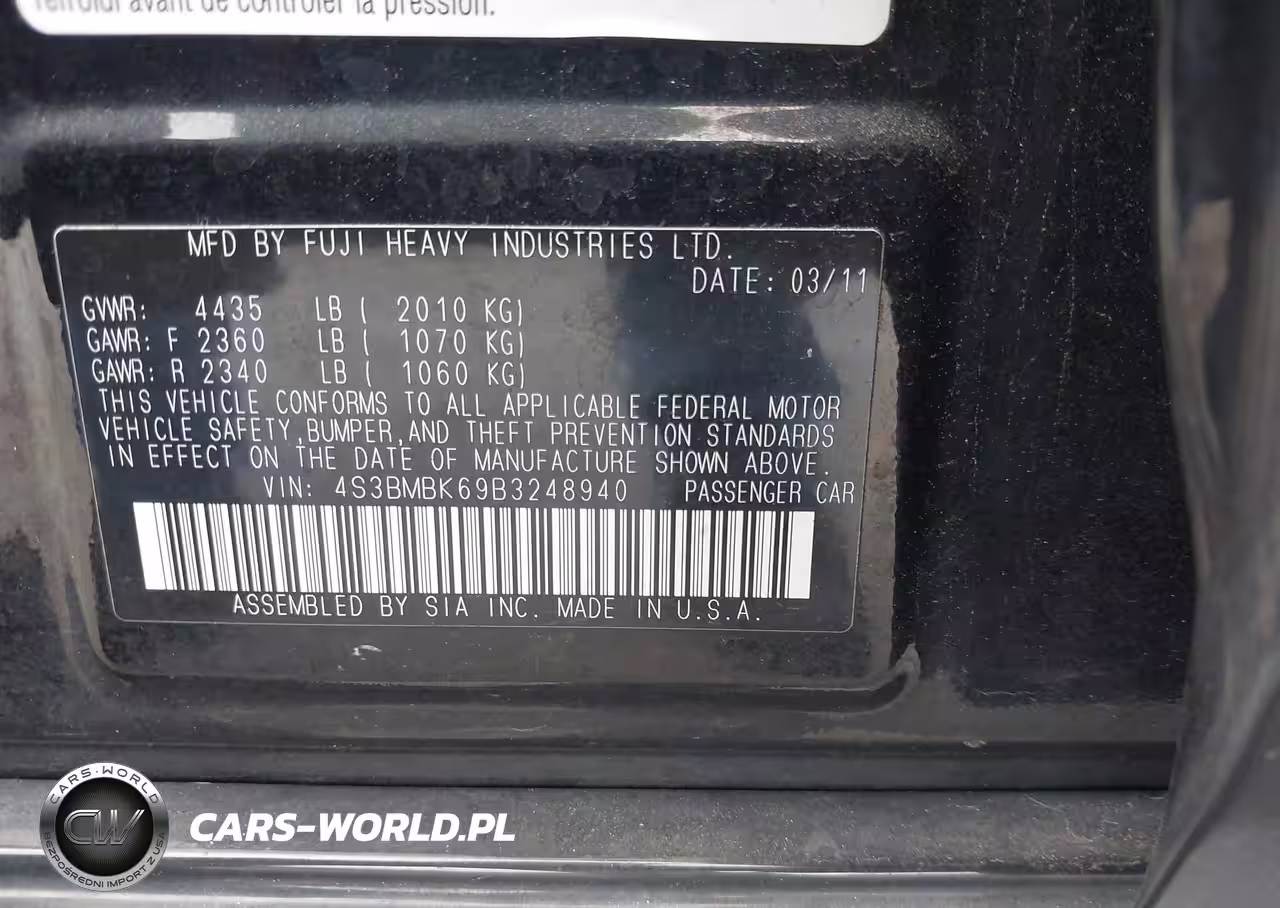 refroidi avant de contrôler la pression.
MFD BY FUJI HEAVY INDUSTRIES LTD.
DATE: 03/11
GVWR: 4435 LB ( 2010 KG)
GAWR: F 2360 LB ( 1070 KG)
GAWR: R 2340 LB ( 1060 KG)
THIS VEHICLE CONFORMS TO ALL APPLICABLE FEDERAL MOTOR
VEHICLE SAFETY,BUMPER,AND THEFT PREVENTION STANDARDS
IN EFFECT ON THE DATE OF MANUFACTURE SHOWN ABOVE.
VIN: 4S3BMBK69B3248940 PASSENGER CAR
ASSEMBLED BY SIA INC. MADE IN U.S.A.
CARS-WORLD
CW
BEZPOŚREDNI IMPORT Z USA
CARS-WORLD.PL